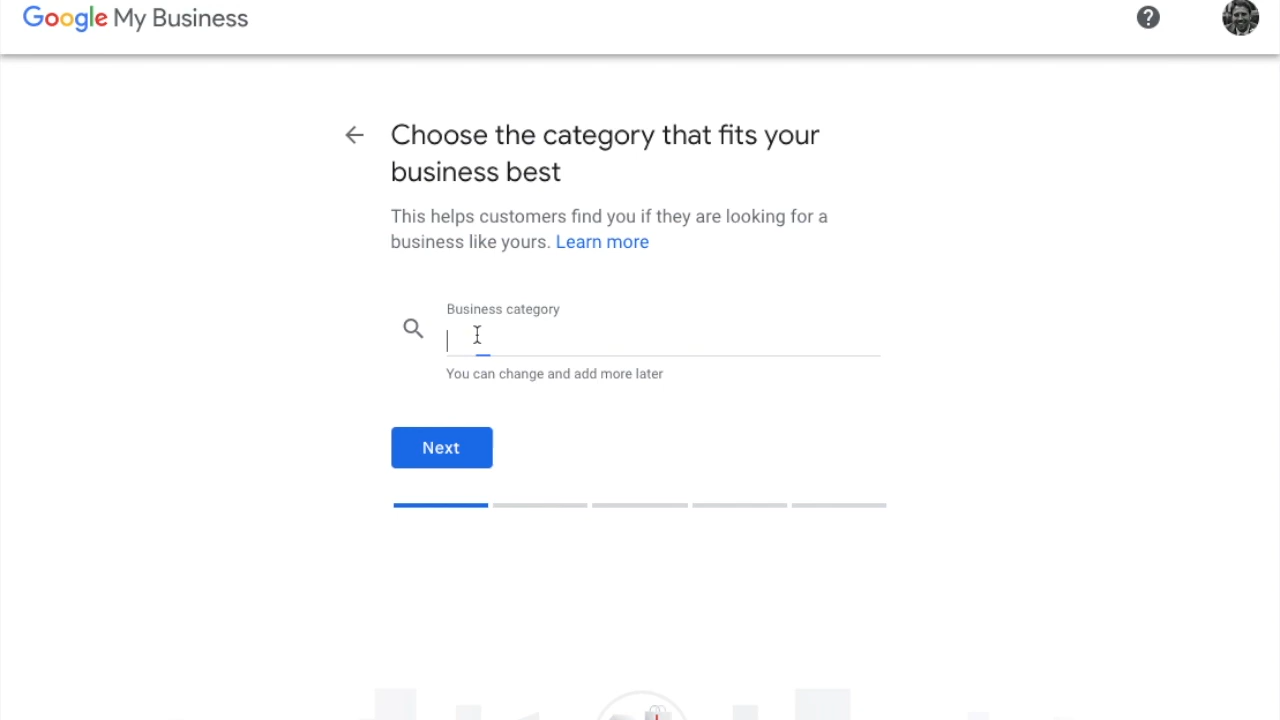 Google My Business
?
Choose the category that fits your
business best
This helps customers find you if they are looking for a
business like yours. Learn more
Business category
You can change and add more later
Next